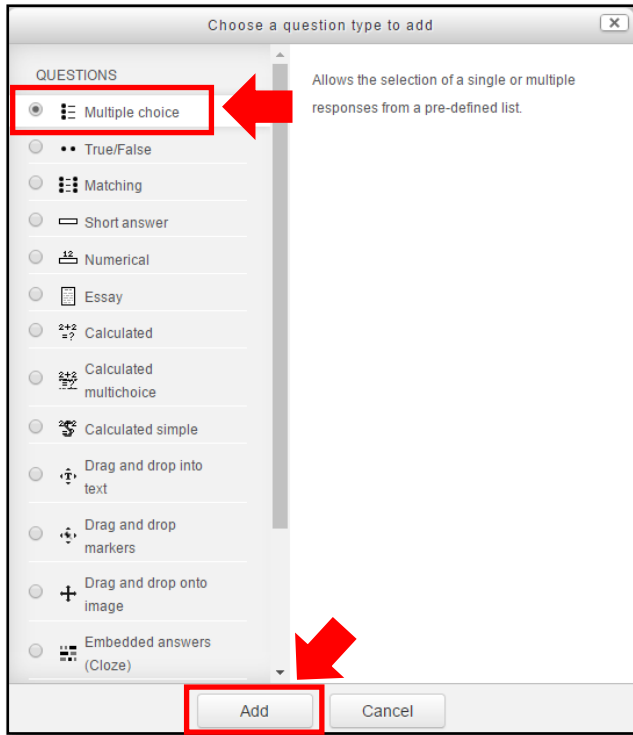 Choose a question type to add
QUESTIONS
Multiple choice
True/False
Matching
Short answer
Numerical
Essay
Calculated
Calculated
multichoice
Calculated simple
Drag and drop into
text
Drag and drop
markers
Drag and drop onto
image
Embedded answers
(Cloze)
Allows the selection of a single or multiple
responses from a pre-defined list.
Add
Cancel